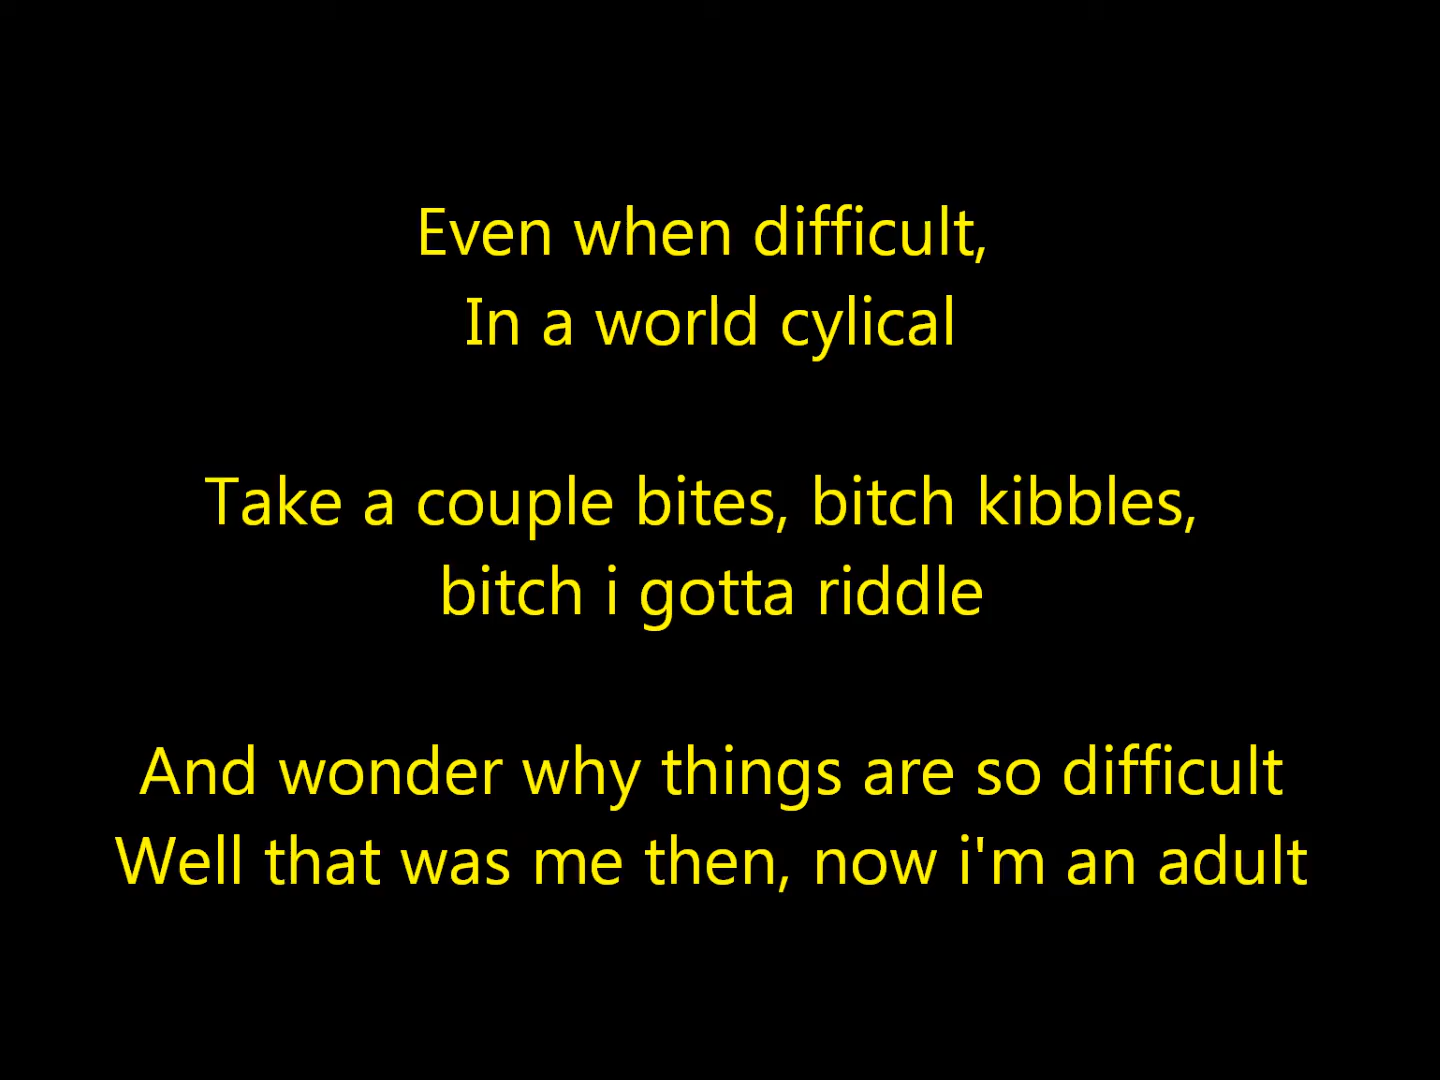 Even when difficult,
In a world cylical
Take a couple bites, bitch kibbles,
bitch i gotta riddle
And wonder why things are so difficult
Well that was me then, now i'm an adult